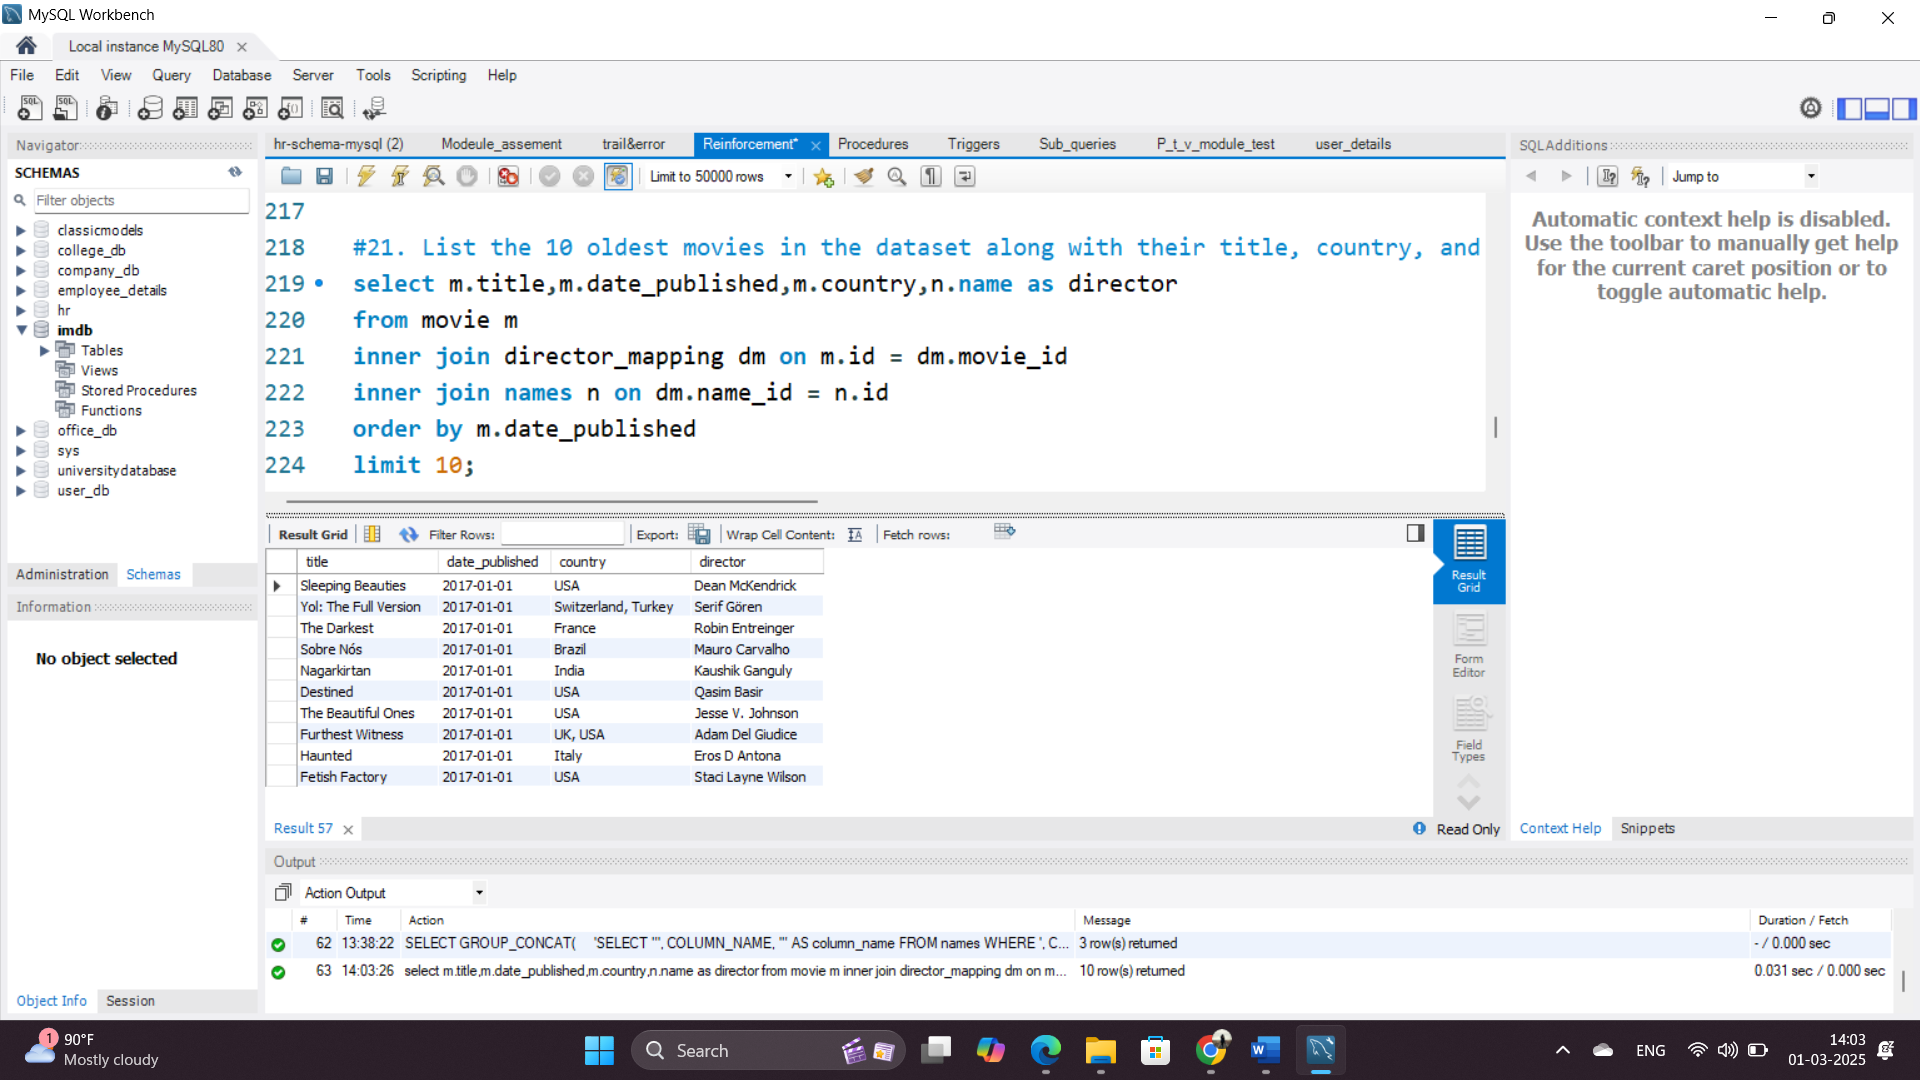 MySQL Workbench
Local instance MySQL80
File Edit View Query Database Server Tools Scripting Help
Navigator
SCHEMAS
Filter objects
classicmodels
college_db
company_db
employee_details
hr
imdb
Tables
Views
Stored Procedures
Functions
office_db
sys
universitydatabase
user_db
Administration Schemas
Information
No object selected
Object Info Session
hr-schema-mysql (2) Modeule_assement trail&error Reinforcement* Procedures Triggers Sub_queries P_t_v_module_test user_details
Limit to 50000 rows
217
218 #21. List the 10 oldest movies in the dataset along with their title, country, and
219 select m.title,m.date_published,m.country,n.name as director
220 from movie m
221 inner join director_mapping dm on m.id = dm.movie_id
222 inner join names n on dm.name_id = n.id
223 order by m.date_published
224 limit 10;
Result Grid Filter Rows: Export: Wrap Cell Content: Fetch rows:
title date_published country director
Sleeping Beauties 2017-01-01 USA Dean McKendrick
Yol: The Full Version 2017-01-01 Switzerland, Turkey Serif Gören
The Darkest 2017-01-01 France Robin Entreinger
Sobre Nós 2017-01-01 Brazil Mauro Carvalho
Nagarkirtan 2017-01-01 India Kaushik Ganguly
Destined 2017-01-01 USA Qasim Basir
The Beautiful Ones 2017-01-01 USA Jesse V. Johnson
Furthest Witness 2017-01-01 UK, USA Adam Del Giudice
Haunted 2017-01-01 Italy Eros D Antona
Fetish Factory 2017-01-01 USA Staci Layne Wilson
Result Grid
Form Editor
Field Types
Result 57
Read Only
SQLAdditions
Jump to
Automatic context help is disabled.
Use the toolbar to manually get help
for the current caret position or to
toggle automatic help.
Context Help Snippets
Output
Action Output
# Time Action Message Duration / Fetch
62 13:38:22 SELECT GROUP_CONCAT( 'SELECT "', COLUMN_NAME, '" AS column_name FROM names WHERE ', C... 3 row(s) returned - / 0.000 sec
63 14:03:26 select m.title,m.date_published,m.country,n.name as director from movie m inner join director_mapping dm on m... 10 row(s) returned 0.031 sec / 0.000 sec
1
90°F
Mostly cloudy
Search
ENG
14:03
01-03-2025